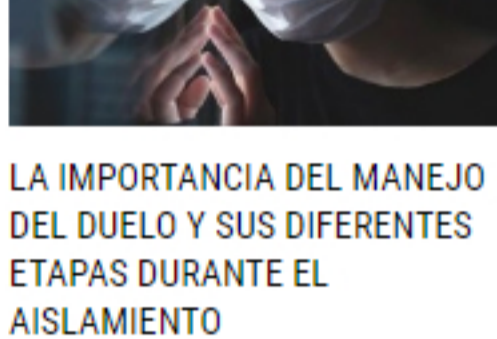 LA IMPORTANCIA DEL MANEJO
DEL DUELO Y SUS DIFERENTES
ETAPAS DURANTE EL
AISLAMIENTO